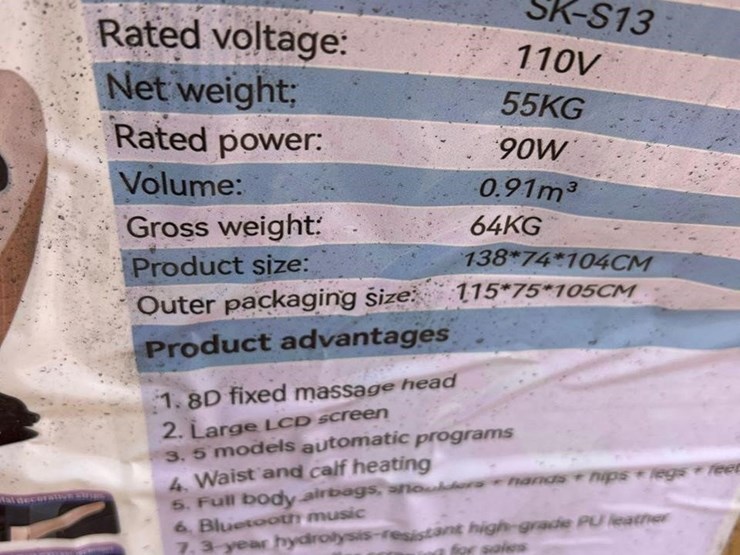 SK-S13
Rated voltage: 110V
Net weight: 55KG
Rated power: 90W
Volume: 0.91m³
Gross weight: 64KG
Product size: 138*74*104CM
Outer packaging size: 115*75*105CM
Product advantages
1. 8D fixed massage head
2. Large LCD screen
3. 5 models automatic programs
4. Waist and calf heating
5. Full body airbags, shoulders + hands + hips + legs + feet
6. Bluetooth music
7. 3-year hydrolysis-resistant high-grade PU leather
for sales